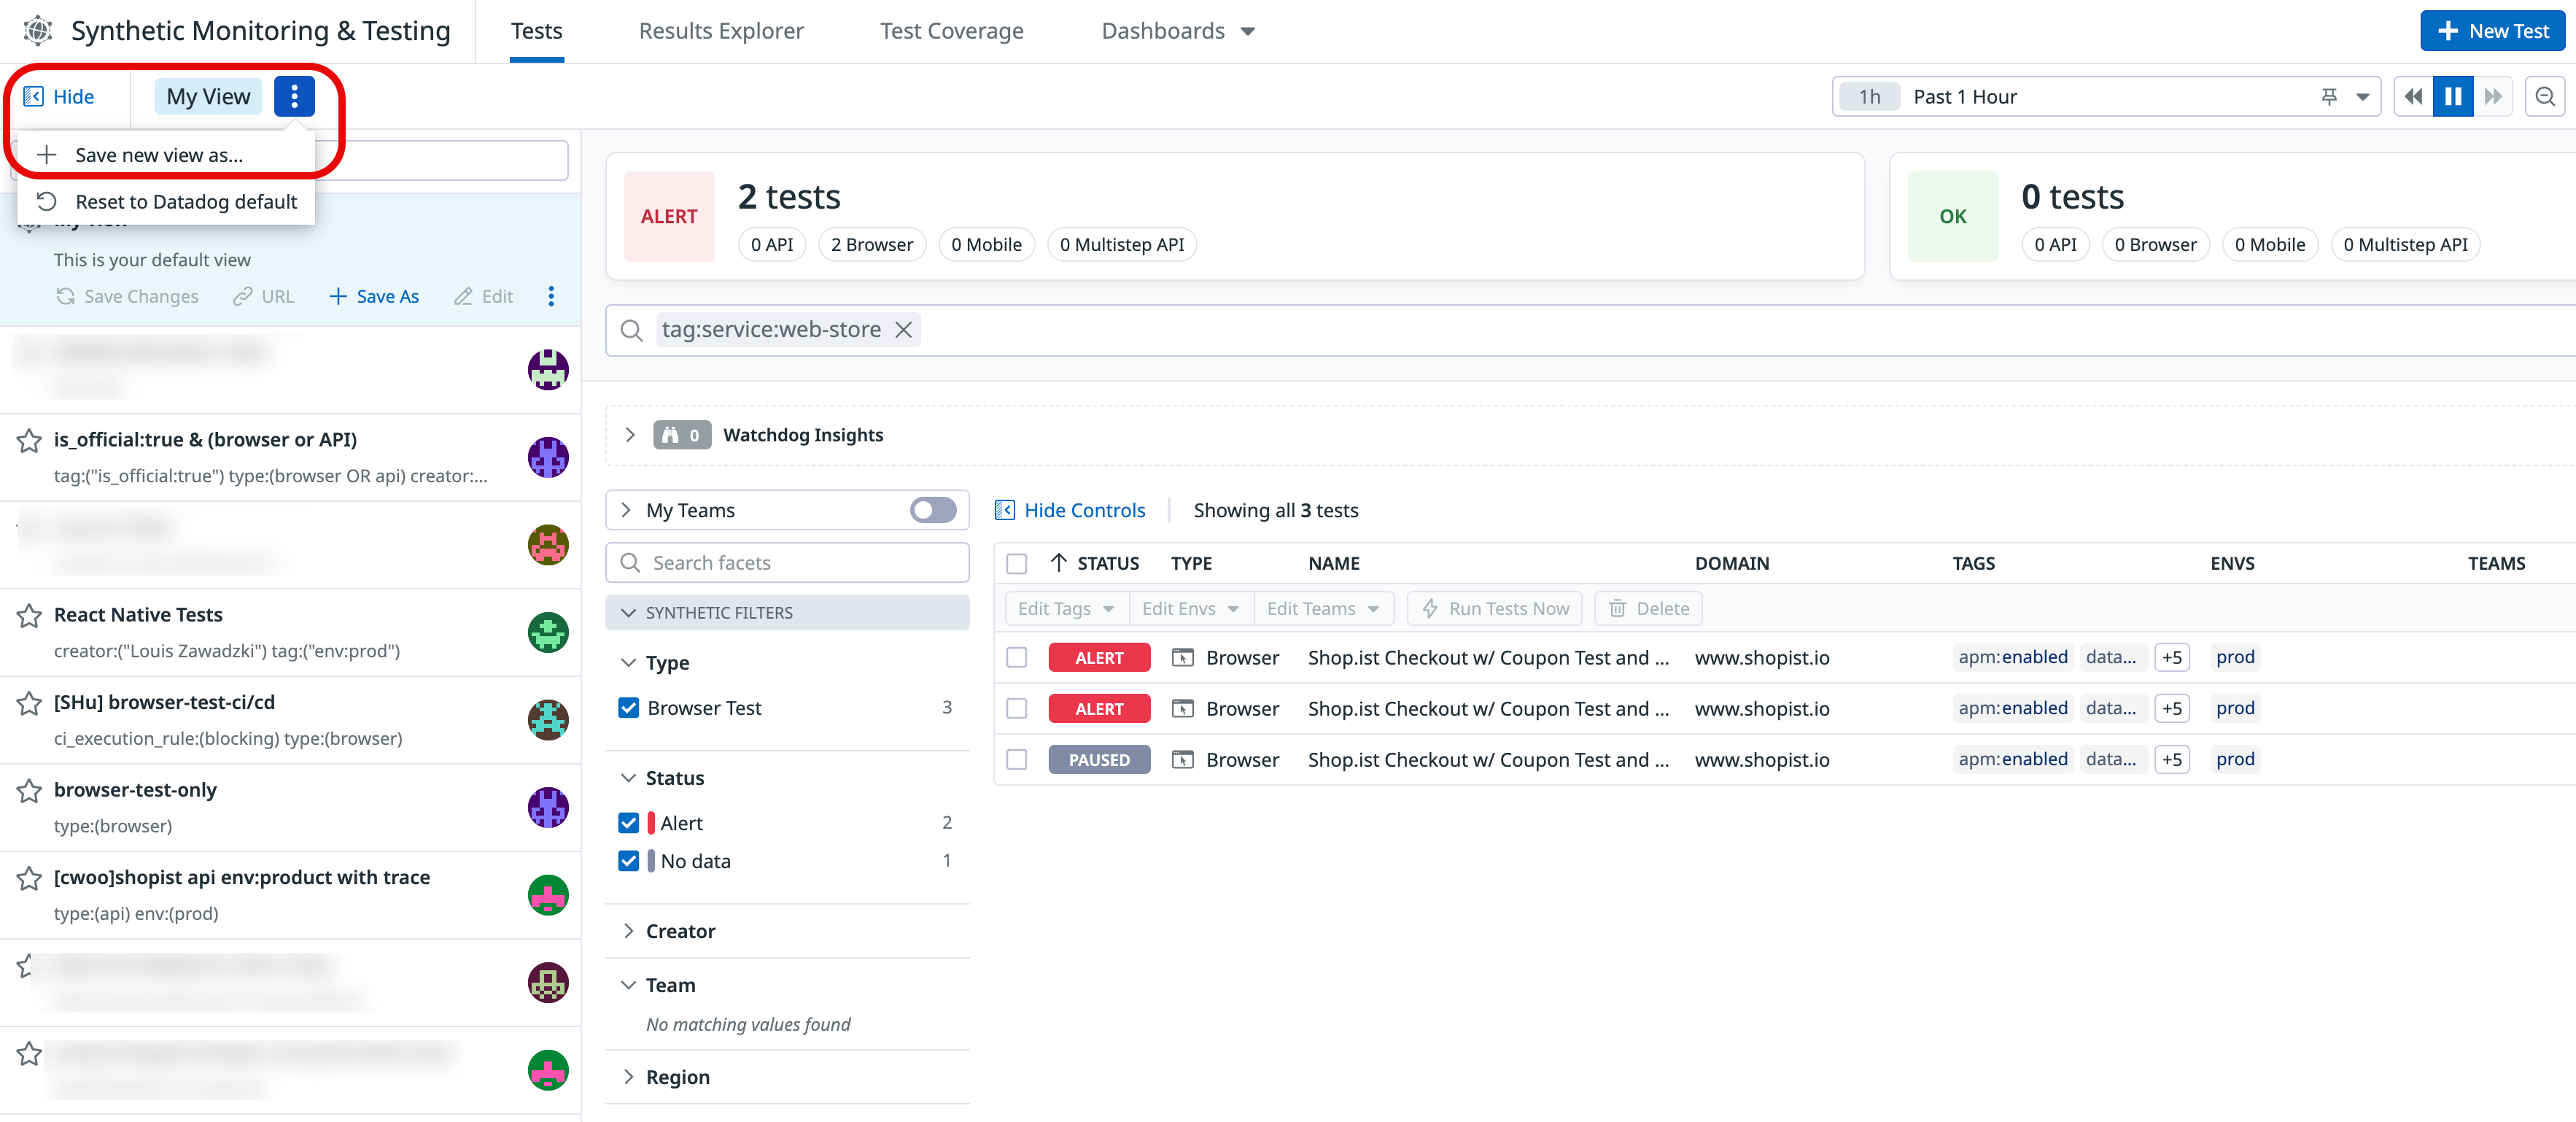 Synthetic Monitoring & Testing
Tests
Results Explorer
Test Coverage
Dashboards
New Test
Hide
My View
1h Past 1 Hour
Save new view as...
Reset to Datadog default
This is your default view
Save Changes
URL
Save As
Edit
is_official:true & (browser or API)
tag:("is_official:true") type:(browser OR api) creator:...
React Native Tests
creator:("Louis Zawadzki") tag:("env:prod")
[SHu] browser-test-ci/cd
ci_execution_rule:(blocking) type:(browser)
browser-test-only
type:(browser)
[cwoo]shopist api env:product with trace
type:(api) env:(prod)
ALERT
2 tests
0 API
2 Browser
0 Mobile
0 Multistep API
OK
0 tests
0 API
0 Browser
0 Mobile
0 Multistep API
tag:service:web-store
0 Watchdog Insights
My Teams
Search facets
SYNTHETIC FILTERS
Type
Browser Test 3
Status
Alert 2
No data 1
Creator
Team
No matching values found
Region
Hide Controls
Showing all 3 tests
STATUS TYPE NAME DOMAIN TAGS ENVS TEAMS
Edit Tags
Edit Envs
Edit Teams
Run Tests Now
Delete
ALERT Browser Shop.ist Checkout w/ Coupon Test and ... www.shopist.io apm:enabled data... +5 prod
ALERT Browser Shop.ist Checkout w/ Coupon Test and ... www.shopist.io apm:enabled data... +5 prod
PAUSED Browser Shop.ist Checkout w/ Coupon Test and ... www.shopist.io apm:enabled data... +5 prod